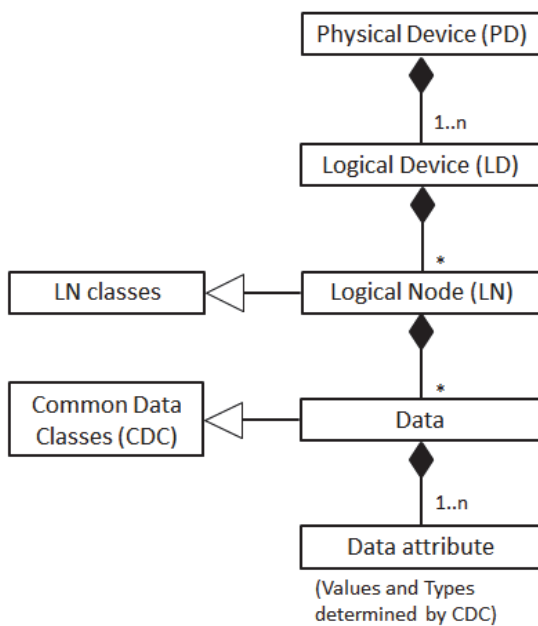 Physical Device (PD)
1..n
Logical Device (LD)
*
LN classes
Logical Node (LN)
*
Common Data
Classes (CDC)
Data
1..n
Data attribute
(Values and Types
determined by CDC)